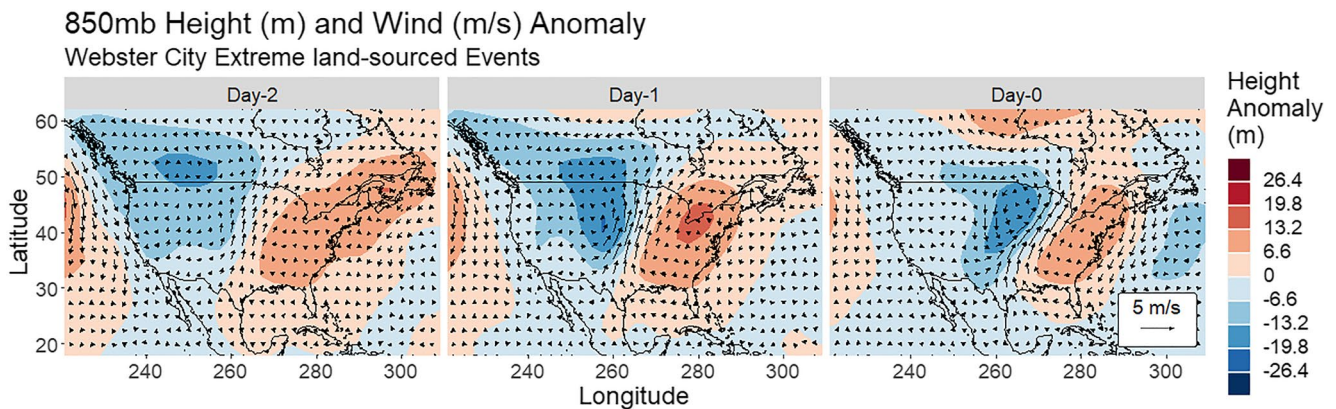 850mb Height (m) and Wind (m/s) Anomaly
Webster City Extreme land-sourced Events
Day-2 Day-1 Day-0
Latitude
60
50
40
30
20
240 260 280 300 240 260 280 300 240 260 280 300
Longitude
5 m/s
Height
Anomaly
(m)
26.4
19.8
13.2
6.6
0
-6.6
-13.2
-19.8
-26.4